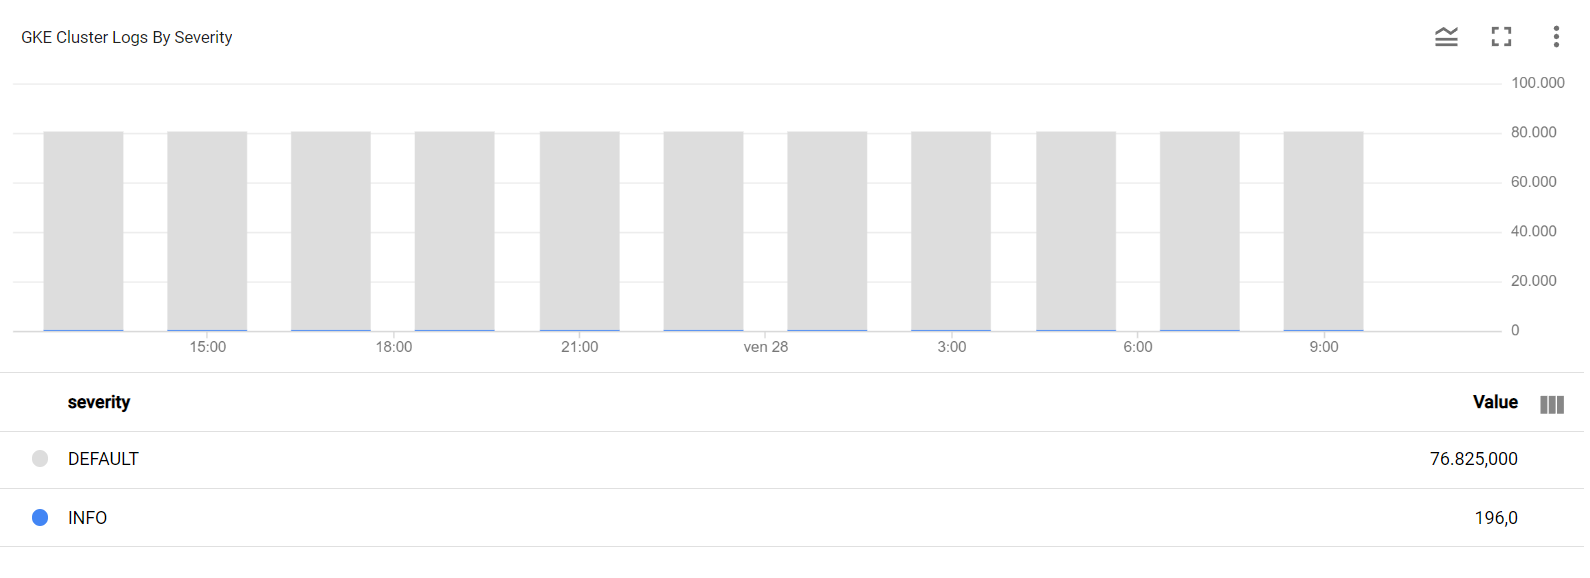 GKE Cluster Logs By Severity
100.000
80.000
60.000
40.000
20.000
0
15:00 18:00 21:00 ven 28 3:00 6:00 9:00
severity Value
DEFAULT 76.825,000
INFO 196,0